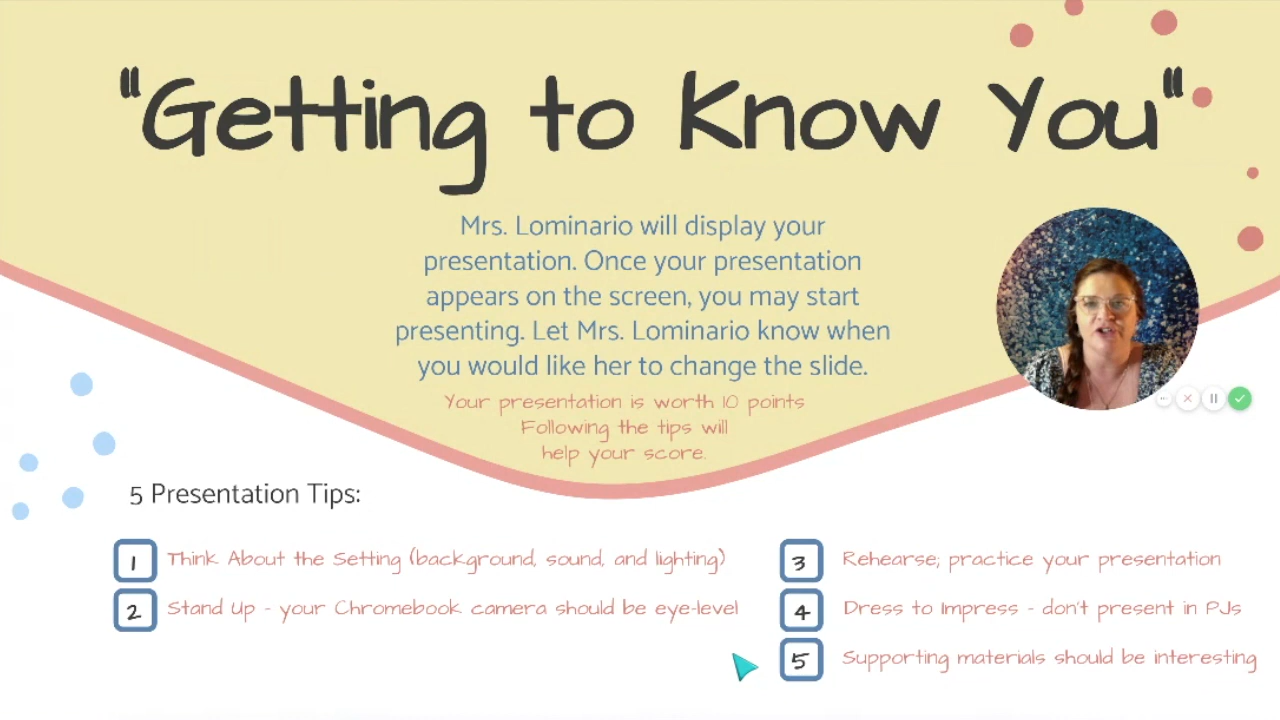 "Getting to Know You"
Mrs. Lominario will display your
presentation. Once your presentation
appears on the screen, you may start
presenting. Let Mrs. Lominario know when
you would like her to change the slide.
Your presentation is worth 10 points
Following the tips will
help your score.
5 Presentation Tips:
1 Think About the Setting (background, sound, and lighting)
2 Stand Up - your Chromebook camera should be eye-level
3 Rehearse; practice your presentation
4 Dress to Impress - don't present in PJs
5 Supporting materials should be interesting